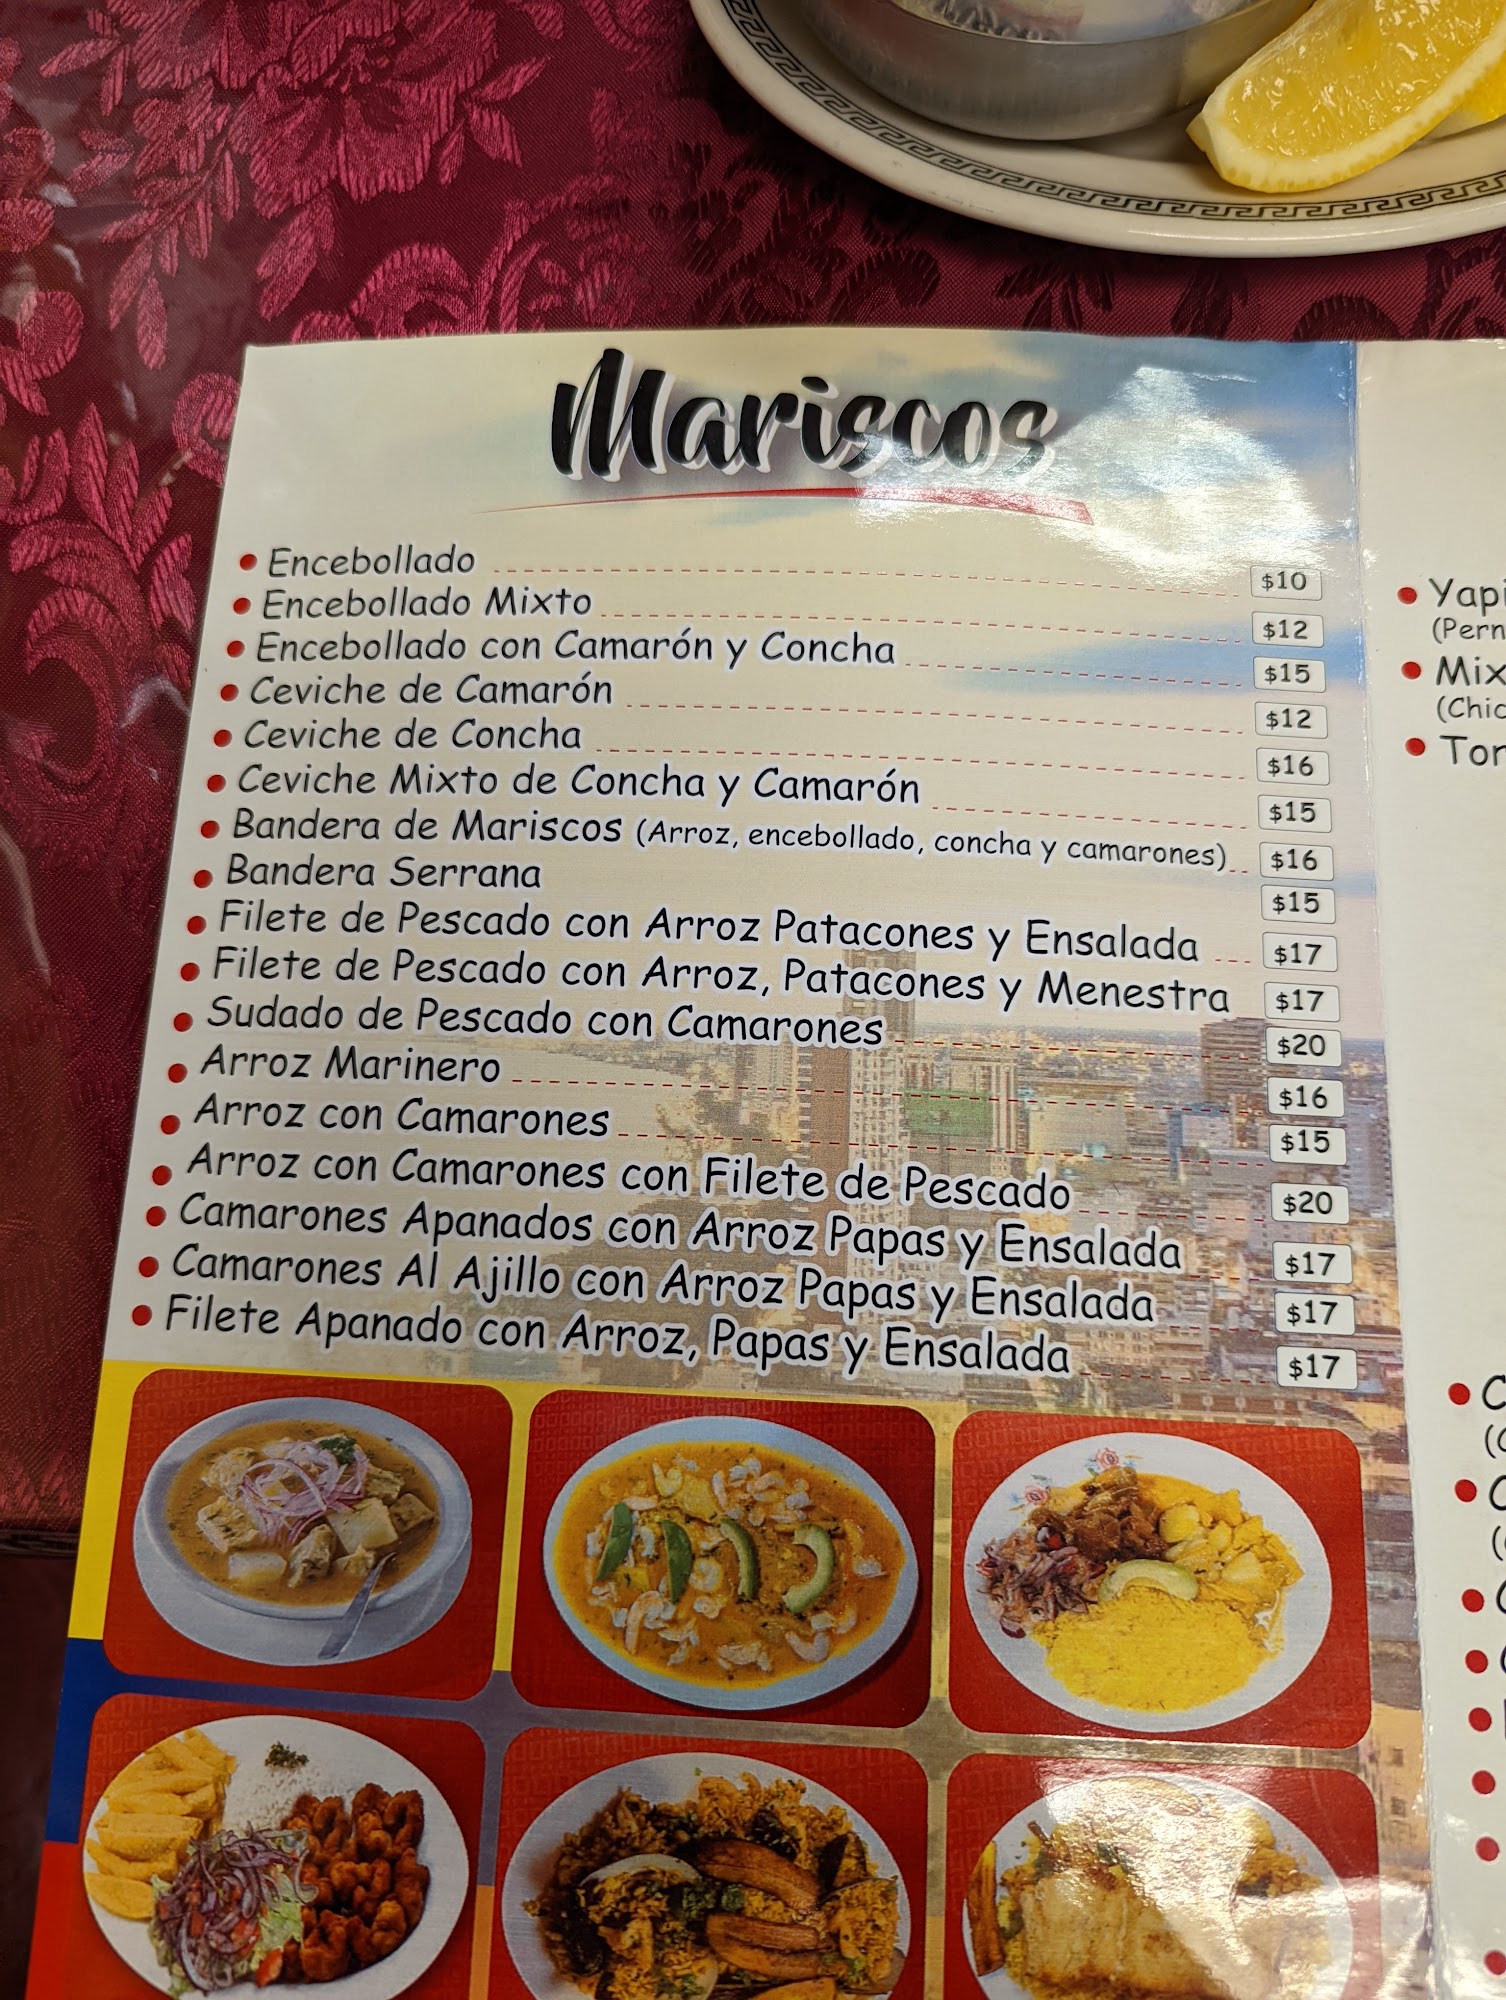 Mariscos
Encebollado $10
Encebollado Mixto $12
Encebollado con Camarón y Concha $15
Ceviche de Camarón $12
Ceviche de Concha $16
Ceviche Mixto de Concha y Camarón $15
Bandera de Mariscos (Arroz, encebollado, concha y camarones) $16
Bandera Serrana $15
Filete de Pescado con Arroz Patacones y Ensalada $17
Filete de Pescado con Arroz, Patacones y Menestra $17
Sudado de Pescado con Camarones $20
Arroz Marinero $16
Arroz con Camarones $15
Arroz con Camarones con Filete de Pescado $20
Camarones Apanados con Arroz Papas y Ensalada $17
Camarones Al Ajillo con Arroz Papas y Ensalada $17
Filete Apanado con Arroz, Papas y Ensalada $17
Yapi
(Pern
Mix
(Chic
Tor